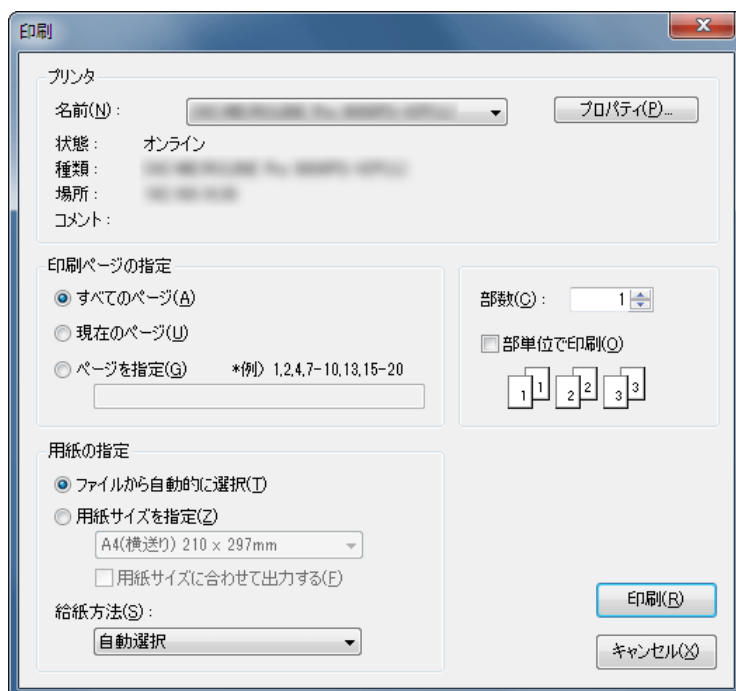 印刷
プリンタ
名前(N)： プロパティ(P)...
状態： オンライン
種類：
場所：
コメント：
印刷ページの指定
すべてのページ(A)
現在のページ(U)
ページを指定(G) *例) 1,2,4,7-10,13,15-20
部数(C)： 1
部単位で印刷(O)
1 1 2 2 3 3
用紙の指定
ファイルから自動的に選択(T)
用紙サイズを指定(Z)
A4(横送り) 210 x 297mm
用紙サイズに合わせて出力する(F)
給紙方法(S)：
自動選択
印刷(R)
キャンセル(X)